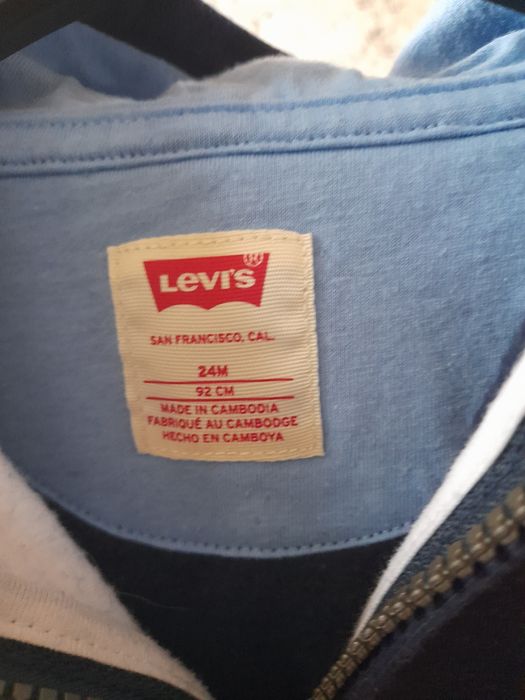 Levi's
SAN FRANCISCO, CAL.
24M
92 CM
MADE IN CAMBODIA
FABRIQUÉ AU CAMBODGE
HECHO EN CAMBOYA